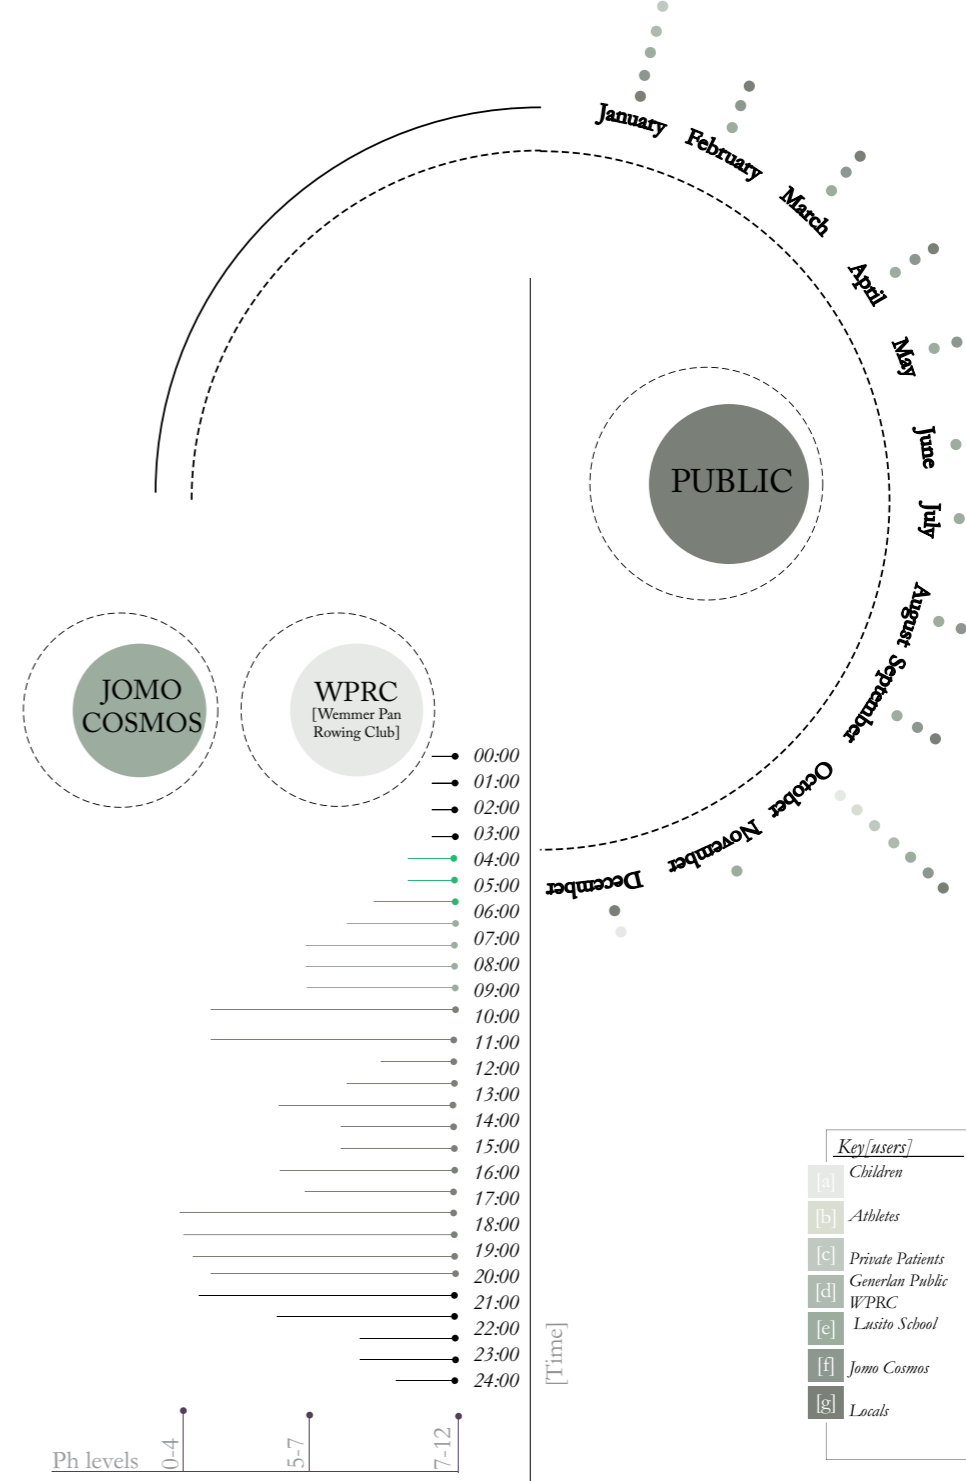 January
February
March
April
May
June
July
August
September
October
November
December
PUBLIC
JOMO
COSMOS
WPRC
[Wemmer Pan
Rowing Club]
00:00
01:00
02:00
03:00
04:00
05:00
06:00
07:00
08:00
09:00
10:00
11:00
12:00
13:00
14:00
15:00
16:00
17:00
18:00
19:00
20:00
21:00
22:00
23:00
24:00
[Time]
Ph levels
0-4
5-7
7-12
Key[users]
[a] Children
[b] Athletes
[c] Private Patients
[d] Generlan Public
WPRC
[e] Lusito School
[f] Jomo Cosmos
[g] Locals